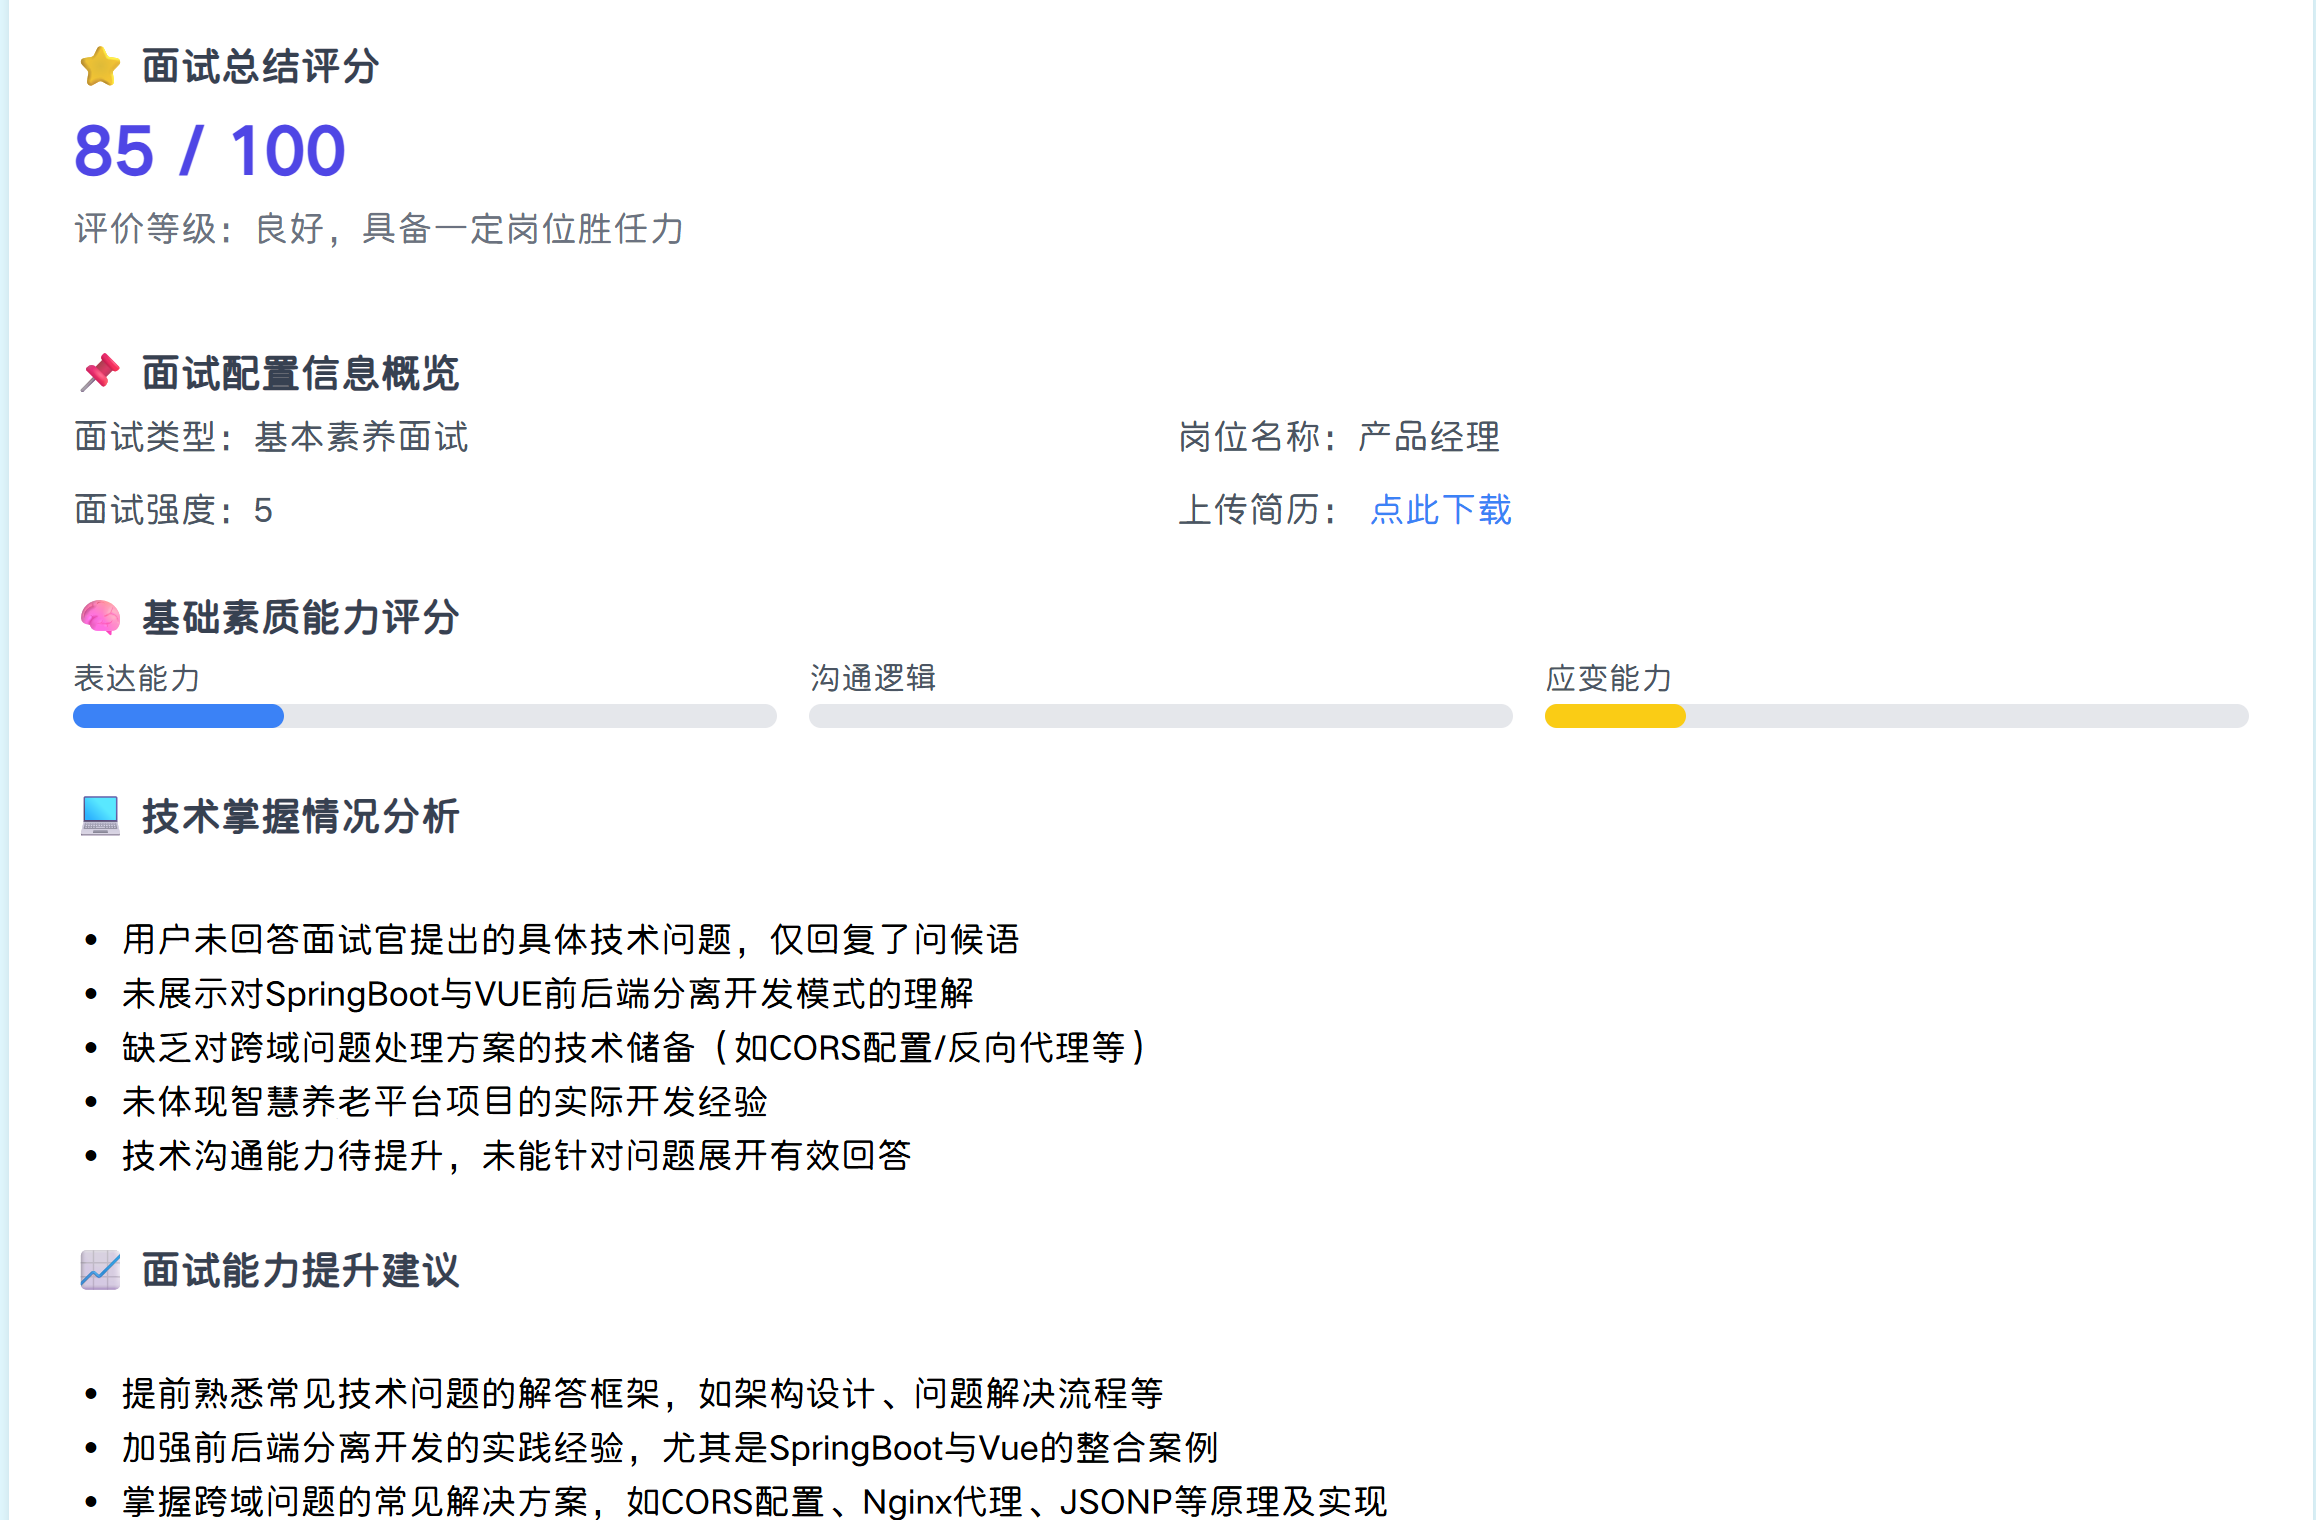 面试总结评分
85 / 100
评价等级：良好，具备一定岗位胜任力
面试配置信息概览
面试类型：基本素养面试
岗位名称：产品经理
面试强度：5
上传简历： 点此下载
基础素质能力评分
表达能力
沟通逻辑
应变能力
技术掌握情况分析
• 用户未回答面试官提出的具体技术问题，仅回复了问候语
• 未展示对SpringBoot与VUE前后端分离开发模式的理解
• 缺乏对跨域问题处理方案的技术储备（如CORS配置/反向代理等）
• 未体现智慧养老平台项目的实际开发经验
• 技术沟通能力待提升，未能针对问题展开有效回答
面试能力提升建议
• 提前熟悉常见技术问题的解答框架，如架构设计、问题解决流程等
• 加强前后端分离开发的实践经验，尤其是SpringBoot与Vue的整合案例
• 掌握跨域问题的常见解决方案，如CORS配置、Nginx代理、JSONP等原理及实现